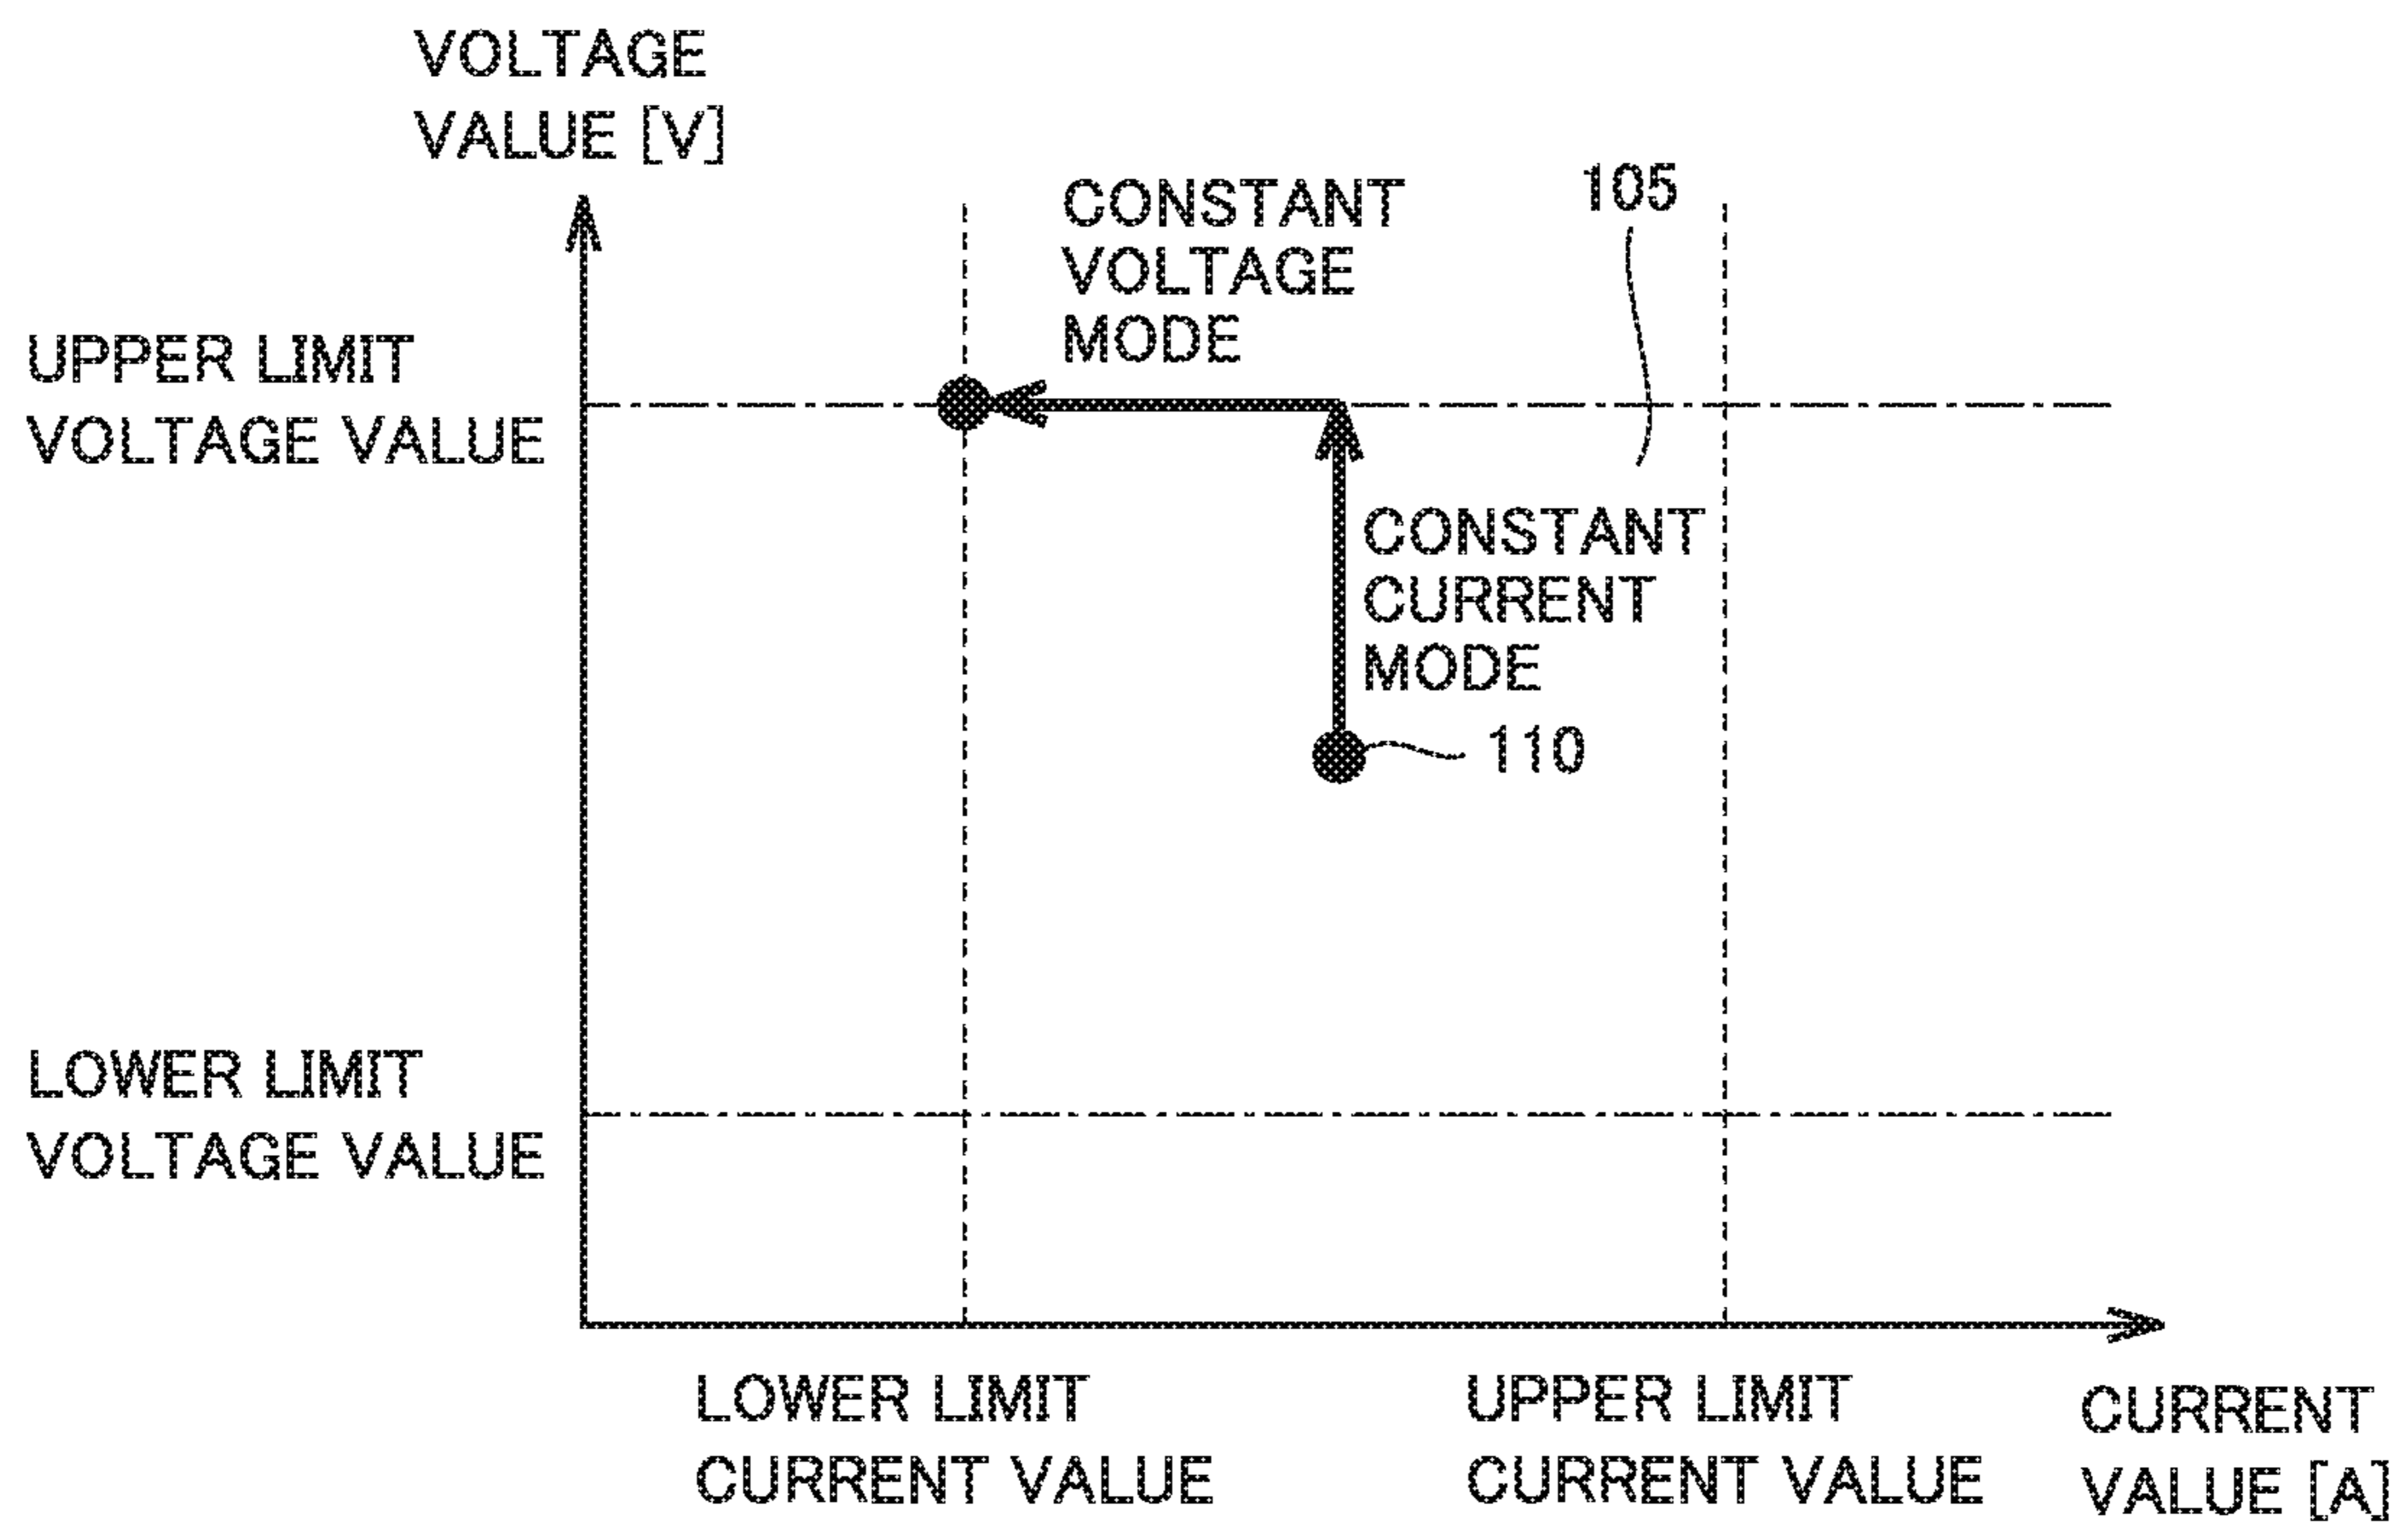 VOLTAGE
VALUE [V]
CONSTANT
VOLTAGE
MODE
105
UPPER LIMIT
VOLTAGE VALUE
CONSTANT
CURRENT
MODE
110
LOWER LIMIT
VOLTAGE VALUE
LOWER LIMIT
CURRENT VALUE
UPPER LIMIT
CURRENT VALUE
CURRENT
VALUE [A]